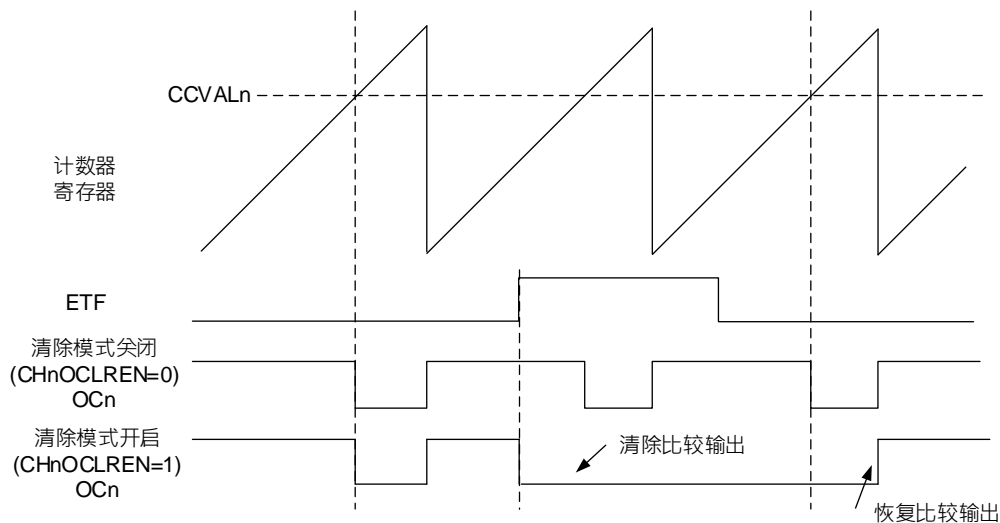 CCVALn
计数器
寄存器
ETF
清除模式关闭
(CHnOCLREN=0)
OCn
清除模式开启
(CHnOCLREN=1)
OCn
清除比较输出
恢复比较输出